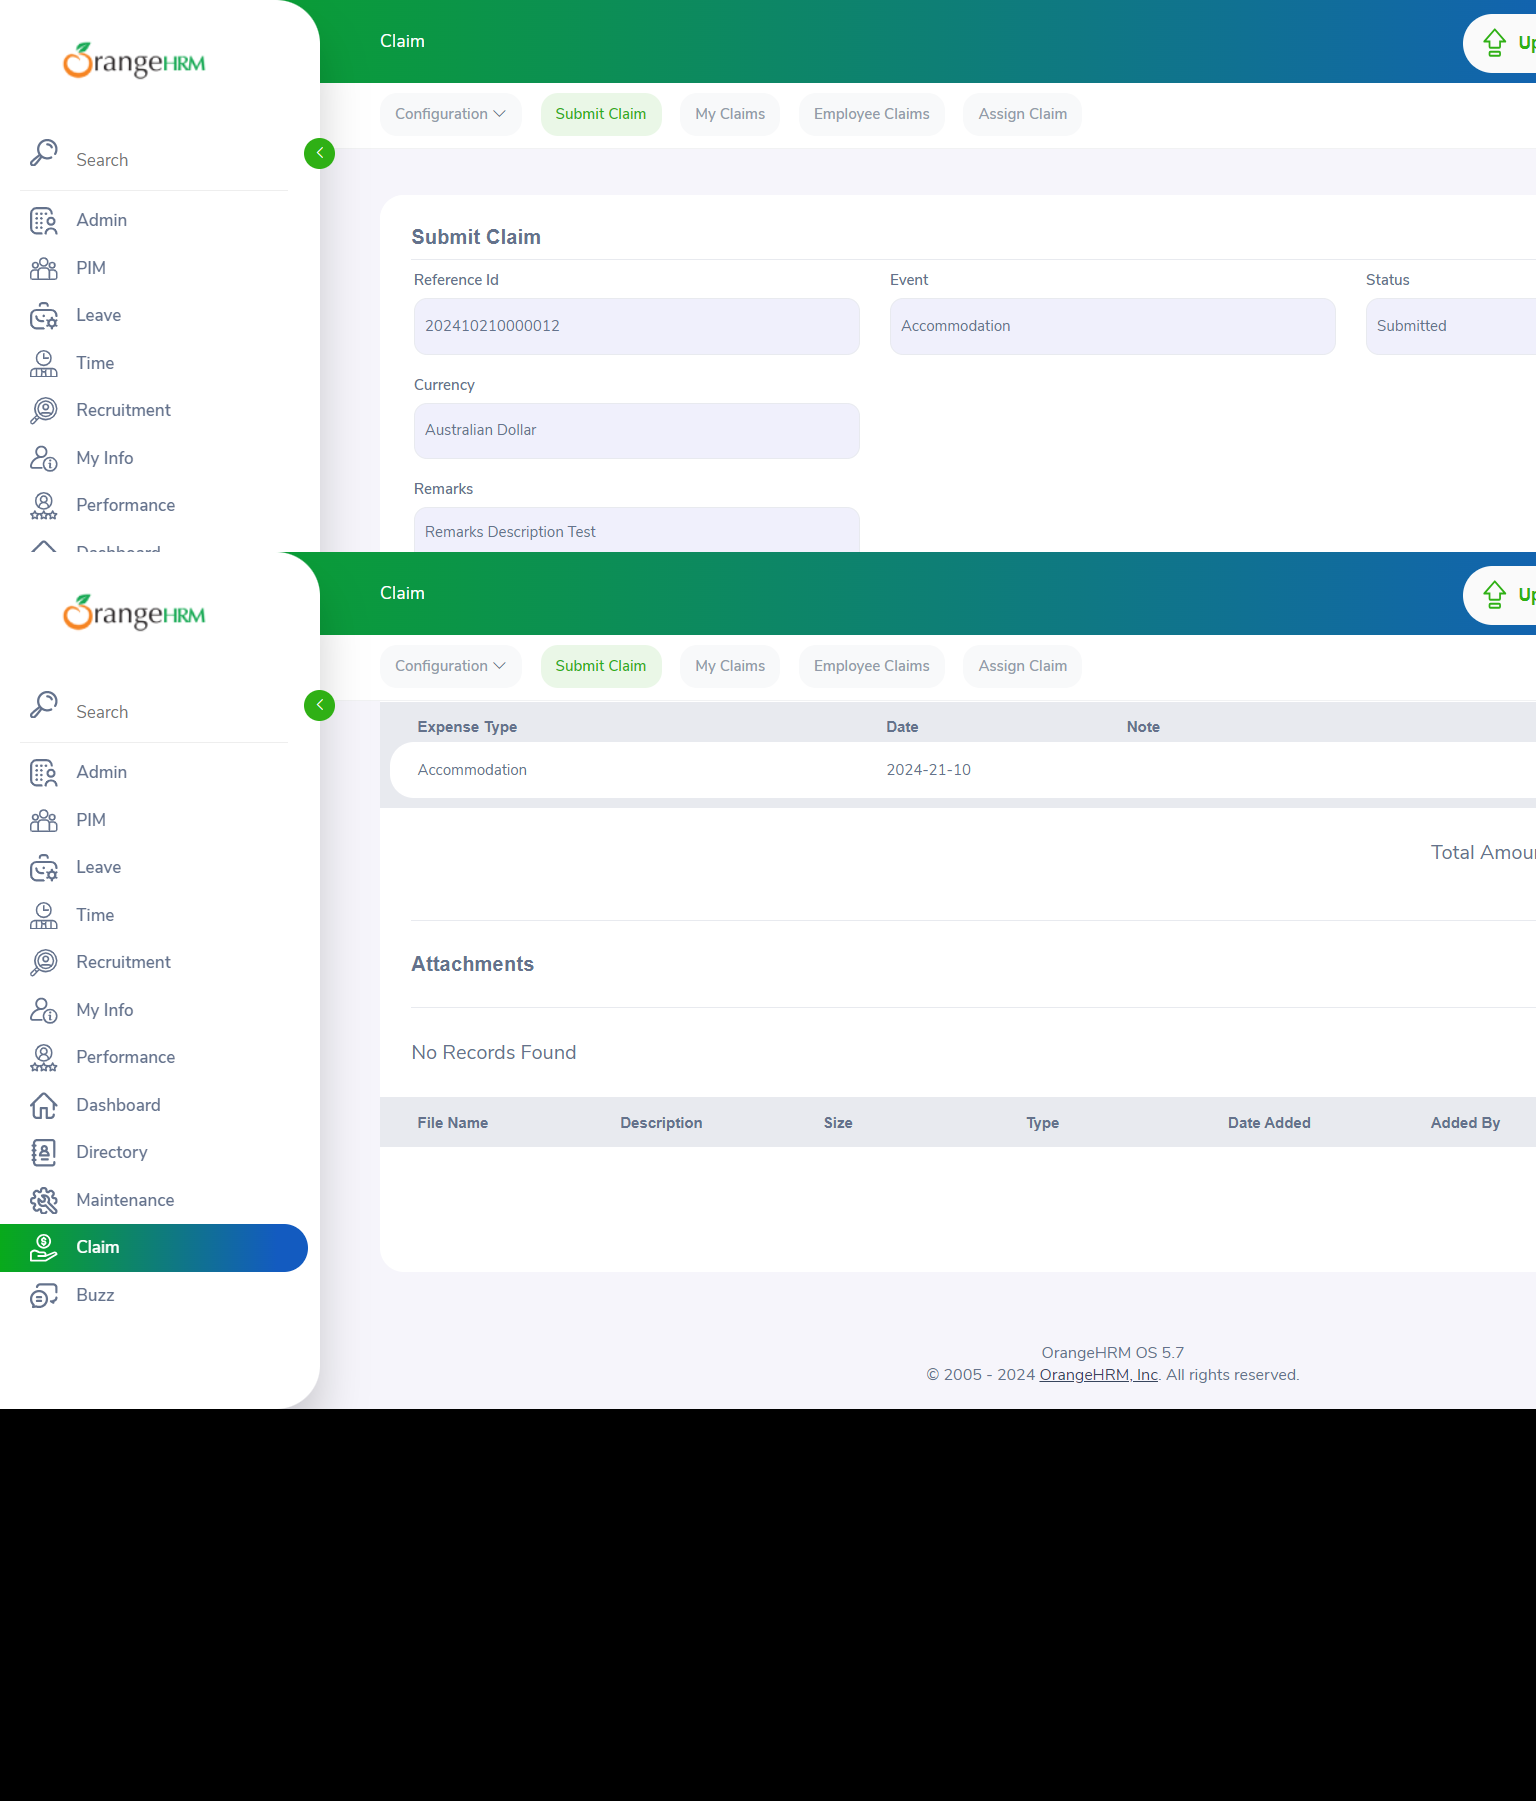 OrangeHRM
Claim
Configuration
Submit Claim
My Claims
Employee Claims
Assign Claim
Search
Admin
PIM
Leave
Time
Recruitment
My Info
Performance
Submit Claim
Reference Id
Event
Status
202410210000012
Accommodation
Submitted
Currency
Australian Dollar
Remarks
Remarks Description Test
OrangeHRM
Claim
Configuration
Submit Claim
My Claims
Employee Claims
Assign Claim
Search
Admin
PIM
Leave
Time
Recruitment
My Info
Performance
Dashboard
Directory
Maintenance
Claim
Buzz
Expense Type
Date
Note
Accommodation
2024-21-10
Total
Attachments
No Records Found
File Name
Description
Size
Type
Date Added
Added By
OrangeHRM OS 5.7
© 2005 - 2024 OrangeHRM, Inc. All rights reserved.